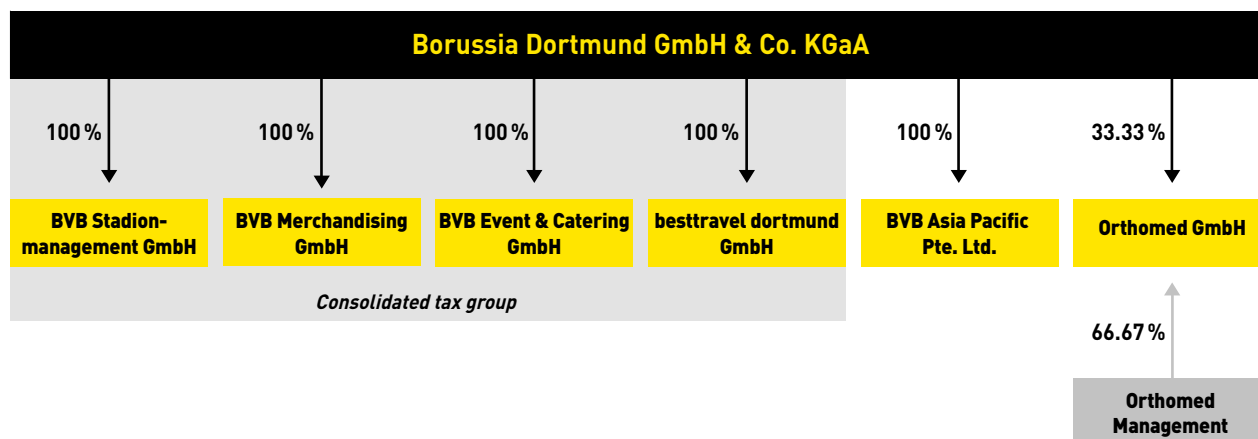 Borussia Dortmund GmbH & Co. KGaA
100 %
100 %
100 %
100 %
100 %
33.33 %
BVB Stadion-
management GmbH
BVB Merchandising
GmbH
BVB Event & Catering
GmbH
besttravel dortmund
GmbH
BVB Asia Pacific
Pte. Ltd.
Orthomed GmbH
Consolidated tax group
66.67 %
Orthomed
Management